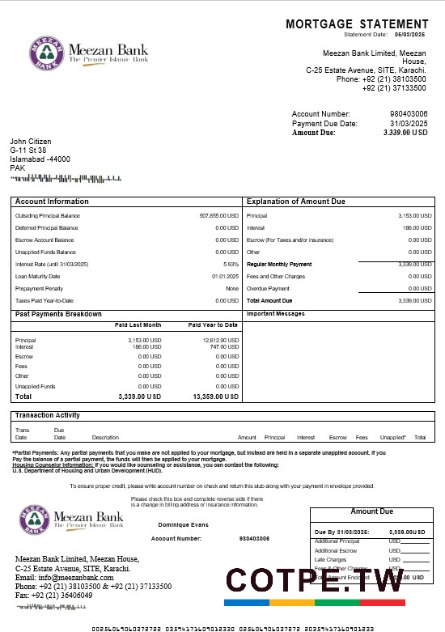 MORTGAGE STATEMENT
Statement Date: 05/03/2025
MEEZAN BANK
Meezan Bank
The Premier Islamic Bank
Meezan Bank Limited, Meezan
House,
C-25 Estate Avenue, SITE, Karachi.
Phone: +92 (21) 38103500
+92 (21) 37133500
Account Number: 980403006
Payment Due Date: 31/03/2025
Amount Due: 3,339.00 USD
John Citizen
G-11 St 38
Islamabad -44000
PAK
Account Information
Outsiding Principal Balance 507,855.00 USD
Deferred Principal Balance 0.00 USD
Escrow Account Balance 0.00 USD
Unapplied Funds Balance 0.00 USD
Interest Rate (until 31/03/2025) 5.93%
Loan Maturity Date 01.01.2025
Prepayment Penalty None
Taxes Paid Year-to-Date 0.00 USD
Explanation of Amount Due
Principal 3,153.00 USD
Interest 186.00 USD
Escrow (For Taxes and/or Insurance) 0.00 USD
Other 0.00 USD
Regular Monthly Payment 3,339.00 USD
Fees and Other Charges 0.00 USD
Overdue Payment 0.00 USD
Total Amount Due 3,339.00 USD
Past Payments Breakdown
Paid Last Month Paid Year to Date
Principal 3,153.00 USD 12,612.00 USD
Interest 186.00 USD 747.00 USD
Escrow 0.00 USD 0.00 USD
Fees 0.00 USD 0.00 USD
Other 0.00 USD 0.00 USD
Unapplied Funds 0.00 USD 0.00 USD
Total 3,339.00 USD 13,359.00 USD
Important Messages
Transaction Activity
Trans. Date Due Date Description Amount Principal Interest Escrow Fees Unapplied* Total
*Partial Payments: Any partial payments that you make are not applied to your mortgage, but instead are held in a separate unapplied account. If you
Pay the balance of a partial payment, the funds will then be applied to your mortgage.
Housing Counselor Information: If you would like counseling or assistance, you can contact the following:
U.S. Department of Housing and Urban Development (HUD).
To ensure proper credit, please write account number on check and return this stub along with your payment in envelope provided.
Please check this box and complete reverse side if there
is a change in billing address or insurance information.
MEEZAN BANK
Meezan Bank
The Premier Islamic Bank
Dominique Evans
Account Number: 980403006
Meezan Bank Limited, Meezan House,
C-25 Estate Avenue, SITE, Karachi.
Email: info@meezanbank.com
Phone: +92 (21) 38103500 & +92 (21) 37133500
Fax: +92 (21) 36406049
Amount Due
Due By 31/03/2025: 3,339.00 USD
Additional Principal USD
Additional Escrow USD
Late Charges USD
COTPE.TW